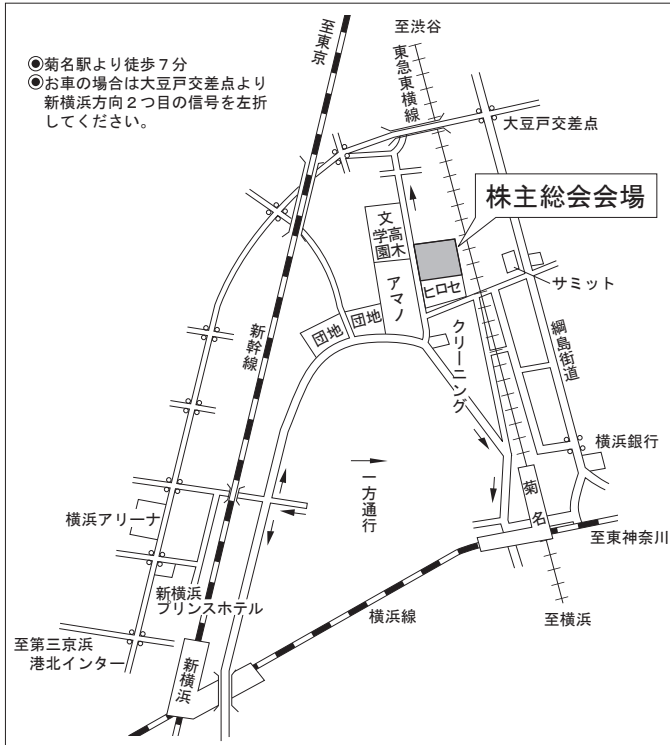 ◉菊名駅より徒歩７分
◉お車の場合は大豆戸交差点より
新横浜方向２つ目の信号を左折
してください。
至東京
至渋谷
東急東横線
大豆戸交差点
株主総会会場
高木
文学園
アマノ
ヒロセ
サミット
団地
団地
新幹線
クリーニング
綱島街道
横浜銀行
一方通行
菊名
横浜アリーナ
至東神奈川
新横浜
プリンスホテル
横浜線
至横浜
至第三京浜
港北インター
新横浜